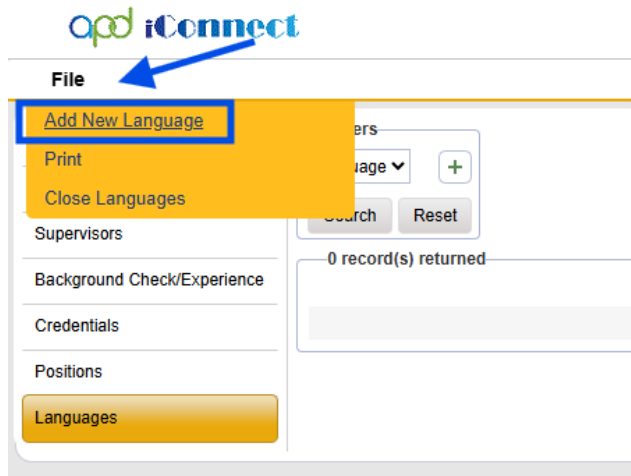 apd iConnect
File
Add New Language
Print
Close Languages
Search Reset
0 record(s) returned
Supervisors
Background Check/Experience
Credentials
Positions
Languages